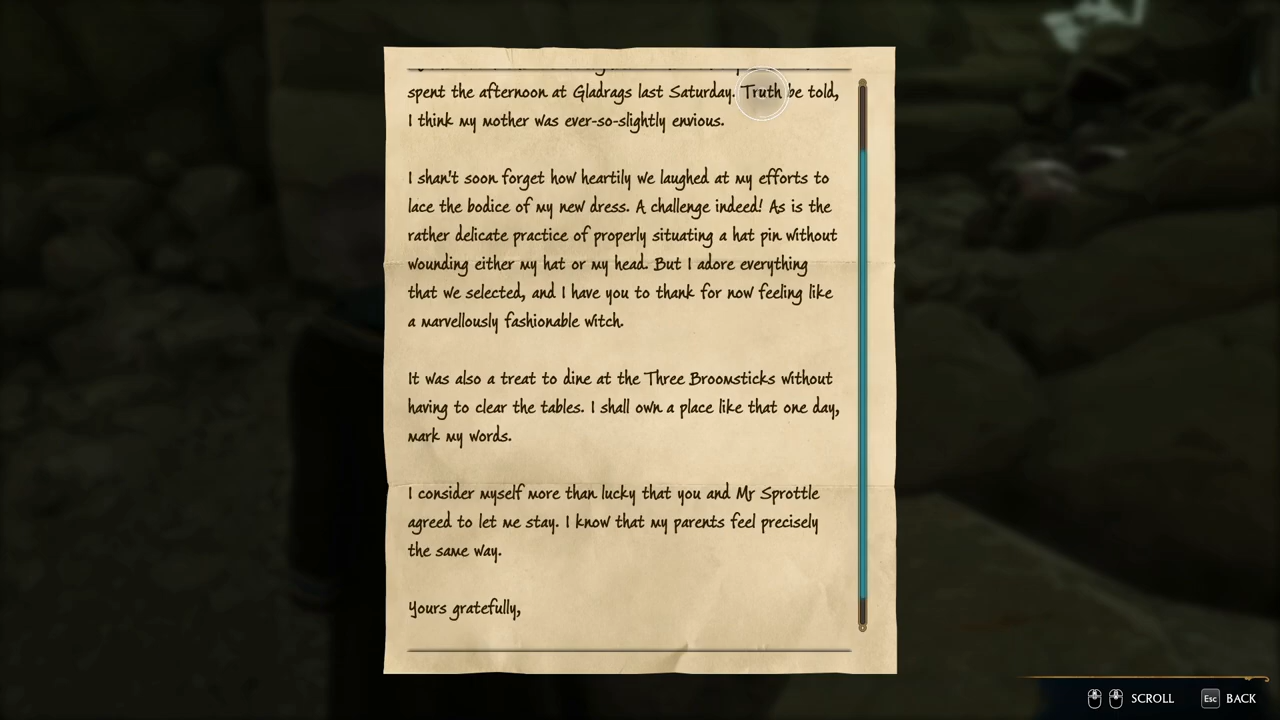 spent the afternoon at Gladrags last Saturday. Truth be told,
I think my mother was ever-so-slightly envious.
I shan't soon forget how heartily we laughed at my efforts to
lace the bodice of my new dress. A challenge indeed! As is the
rather delicate practice of properly situating a hat pin without
wounding either my hat or my head. But I adore everything
that we selected, and I have you to thank for now feeling like
a marvellously fashionable witch.
It was also a treat to dine at the Three Broomsticks without
having to clear the tables. I shall own a place like that one day,
mark my words.
I consider myself more than lucky that you and Mr Sprottle
agreed to let me stay. I know that my parents feel precisely
the same way.
Yours gratefully,
SCROLL
Esc BACK